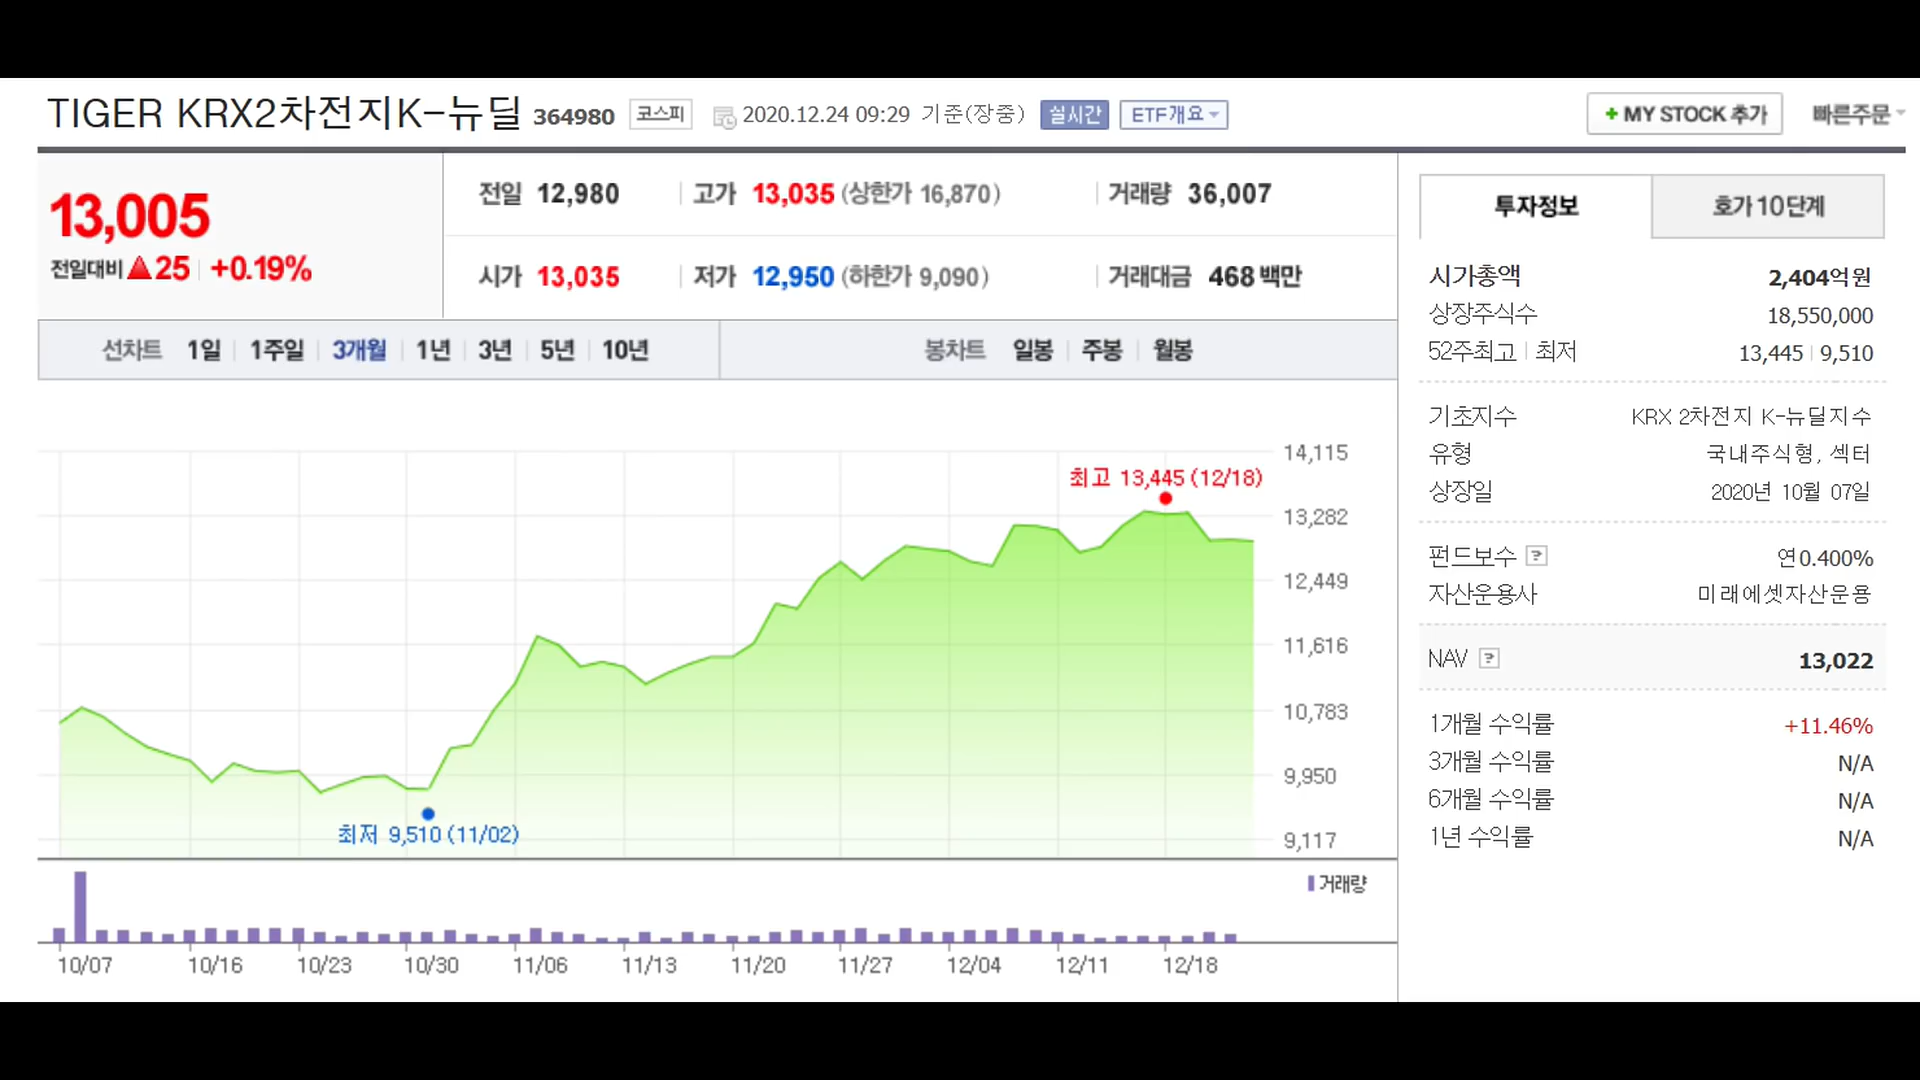 TIGER KRX2차전지K-뉴딜 364980 코스피 2020.12.24 09:29 기준(장중) 실시간 ETF개요
+ MY STOCK 추가 빠른주문
13,005
전일대비 ▲25 +0.19%
전일 12,980 고가 13,035 (상한가 16,870) 거래량 36,007
시가 13,035 저가 12,950 (하한가 9,090) 거래대금 468 백만
선차트 1일 1주일 3개월 1년 3년 5년 10년 봉차트 일봉 주봉 월봉
14,115
최고 13,445 (12/18)
13,282
12,449
11,616
10,783
9,950
최저 9,510 (11/02)
9,117
거래량
10/07 10/16 10/23 10/30 11/06 11/13 11/20 11/27 12/04 12/11 12/18
투자정보 호가 10단계
시가총액 2,404억원
상장주식수 18,550,000
52주최고 최저 13,445 9,510
기초지수 KRX 2차전지 K-뉴딜지수
유형 국내주식형, 섹터
상장일 2020년 10월 07일
펀드보수 ? 연0.400%
자산운용사 미래에셋자산운용
NAV ? 13,022
1개월 수익률 +11.46%
3개월 수익률 N/A
6개월 수익률 N/A
1년 수익률 N/A